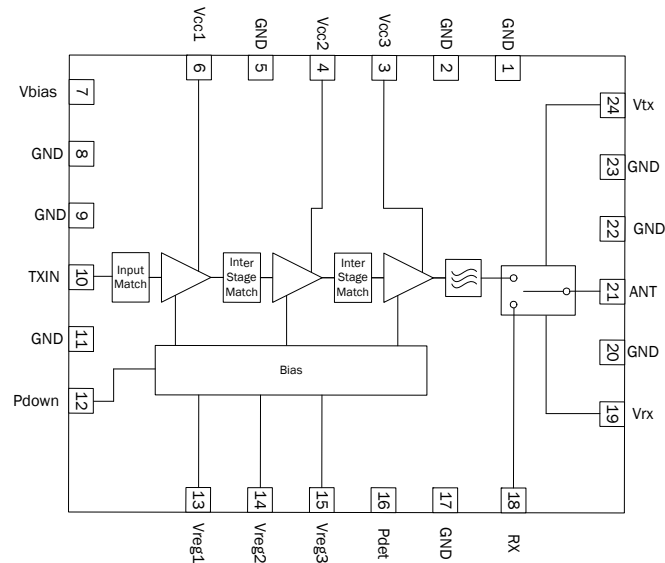 Vcc1
GND
Vcc2
Vcc3
GND
GND
6
5
4
3
2
1
Vbias
7
24
Vtx
GND
8
23
GND
GND
9
22
GND
TXIN
10
Input
Match
Inter
Stage
Match
Inter
Stage
Match
21
ANT
GND
11
20
GND
Bias
Pdown
12
19
Vrx
13
14
15
16
17
18
Vreg1
Vreg2
Vreg3
Pdet
GND
RX